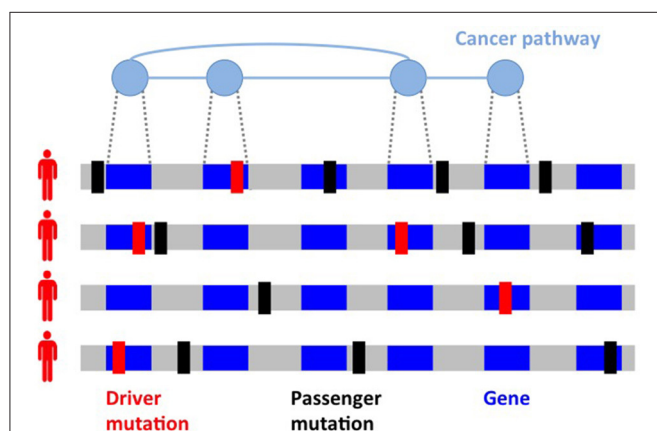 Cancer pathway
Driver mutation
Passenger mutation
Gene